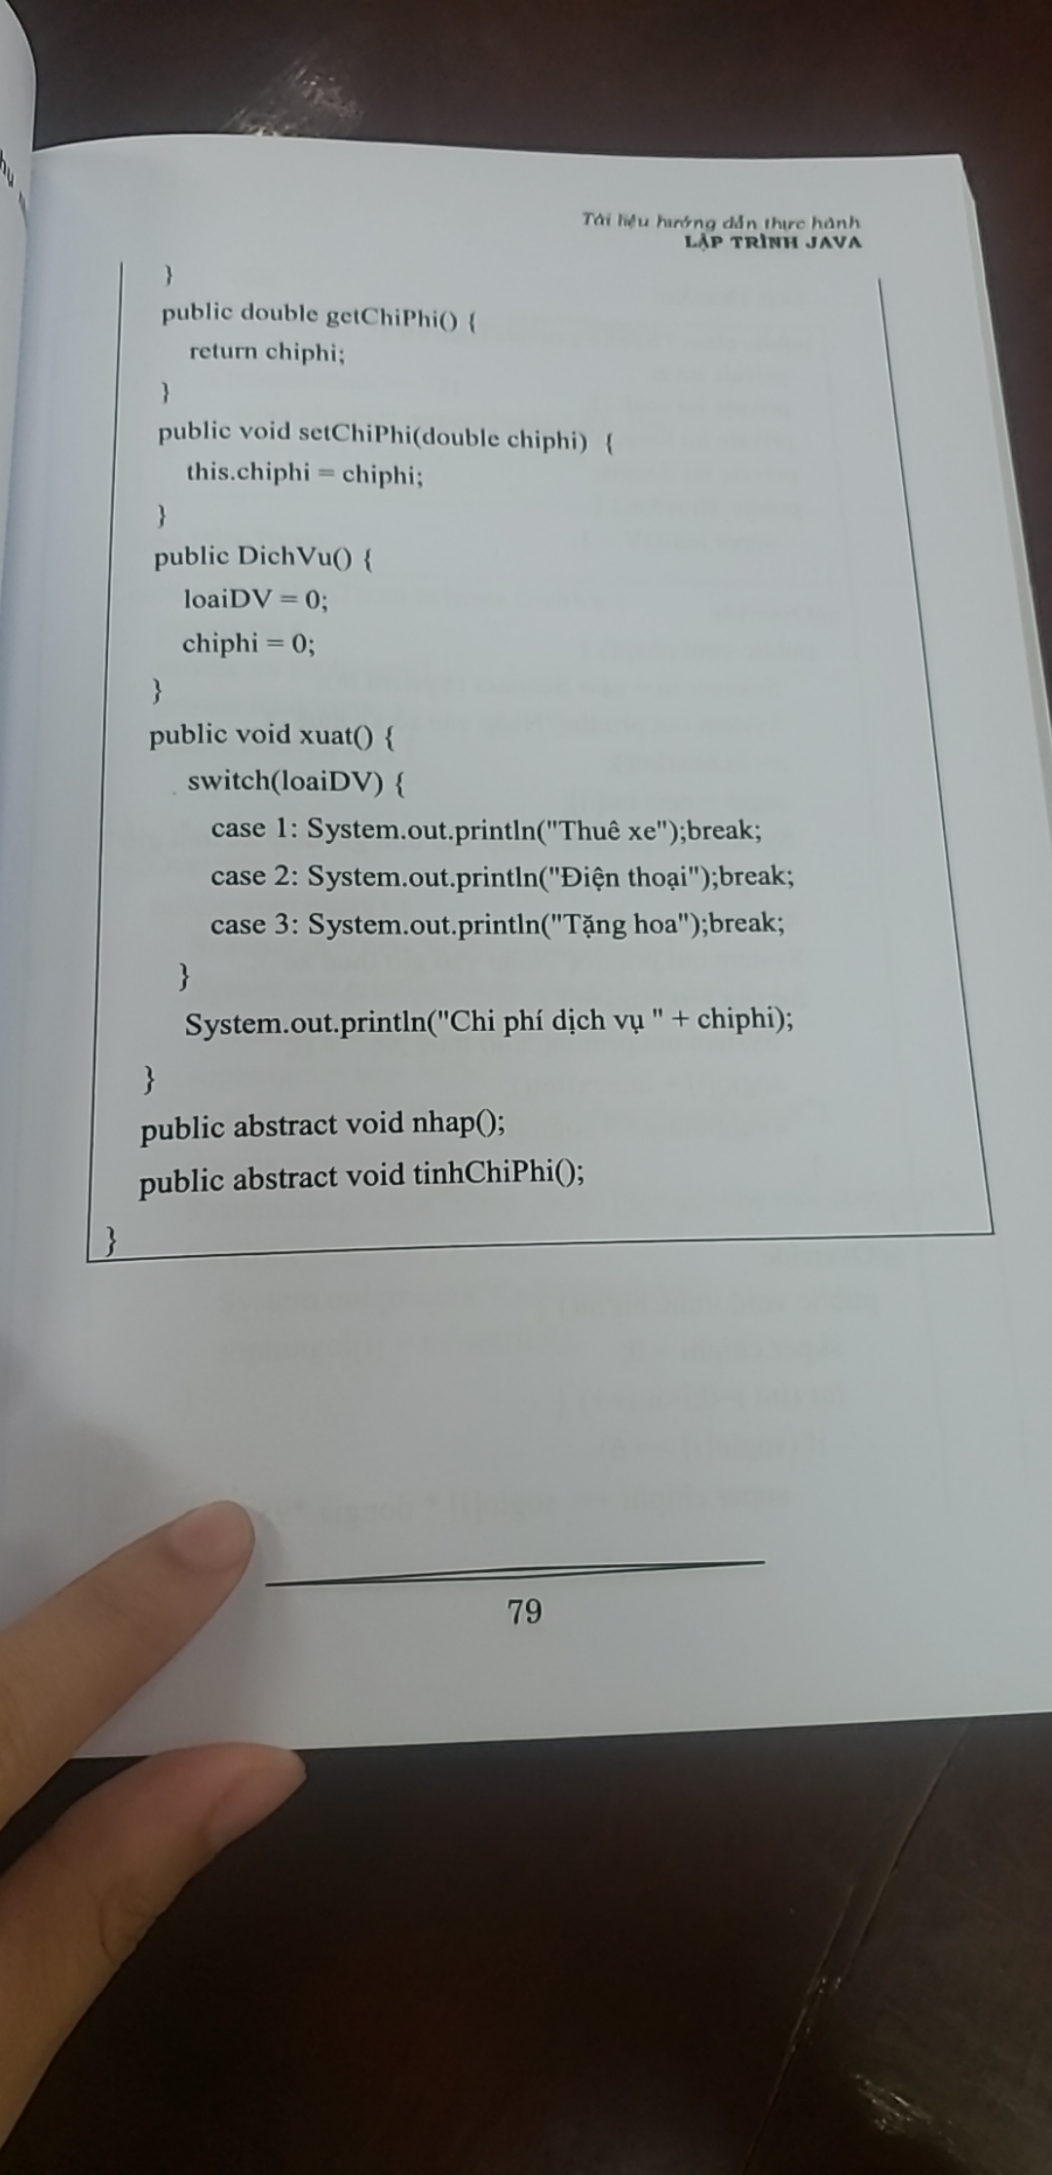 Tài liệu hướng dẫn thực hành
LẬP TRÌNH JAVA
}
public double getChiPhi() {
return chiphi;
}
public void setChiPhi(double chiphi) {
this.chiphi = chiphi;
}
public DichVu() {
loaiDV = 0;
chiphi = 0;
}
public void xuat() {
switch(loaiDV) {
case 1: System.out.println("Thuê xe");break;
case 2: System.out.println("Điện thoại");break;
case 3: System.out.println("Tặng hoa");break;
}
System.out.println("Chi phí dịch vụ " + chiphi);
}
public abstract void nhap();
public abstract void tinhChiPhi();
}
79